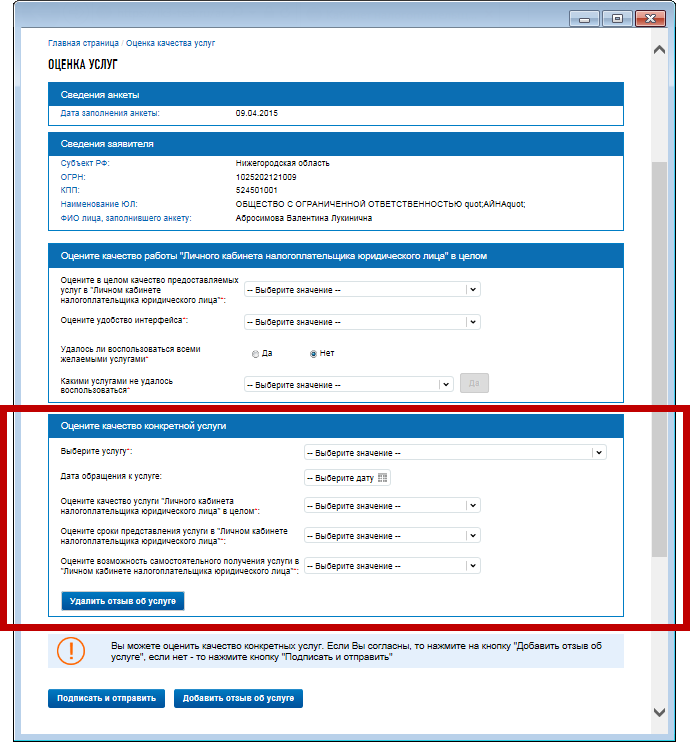 Главная страница / Оценка качества услуг
ОЦЕНКА УСЛУГ
Сведения анкеты
Дата заполнения анкеты: 09.04.2015
Сведения заявителя
Субъект РФ: Нижегородская область
ОГРН: 1025202121009
КПП: 524501001
Наименование ЮЛ: ОБЩЕСТВО С ОГРАНИЧЕННОЙ ОТВЕТСТВЕННОСТЬЮ quot;АЙНАquot;
ФИО лица, заполнившего анкету: Абросимова Валентина Лукинична
Оцените качество работы "Личного кабинета налогоплательщика юридического лица" в целом
Оцените в целом качество предоставляемых
услуг в "Личном кабинете
налогоплательщика юридического лица"*:
-- Выберите значение --
Оцените удобство интерфейса*:
-- Выберите значение --
Удалось ли воспользоваться всеми
желаемыми услугами*
Да Нет
Какими услугами не удалось
воспользоваться*
-- Выберите значение -- Да
Оцените качество конкретной услуги
Выберите услугу*: -- Выберите значение --
Дата обращения к услуге: -- Выберите дату
Оцените качество услуги "Личного кабинета
налогоплательщика юридического лица" в целом*:
-- Выберите значение --
Оцените сроки представления услуги в "Личном кабинете
налогоплательщика юридического лица"*:
-- Выберите значение --
Оцените возможность самостоятельного получения услуги в
"Личном кабинете налогоплательщика юридического лица"*:
-- Выберите значение --
Удалить отзыв об услуге
Вы можете оценить качество конкретных услуг. Если Вы согласны, то нажмите на кнопку "Добавить отзыв об
услуге", если нет - то нажмите кнопку "Подписать и отправить"
Подписать и отправить Добавить отзыв об услуге